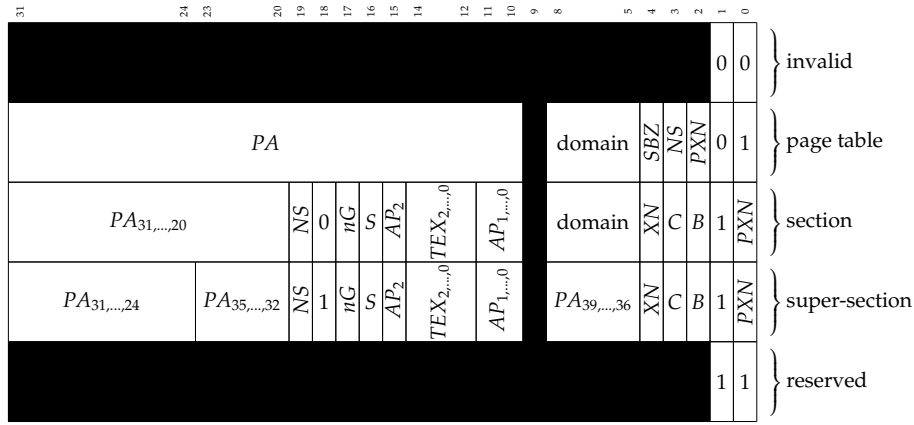 31 24 23 20 19 18 17 16 15 14 12 11 10 9 8 5 4 3 2 1 0
0 0 invalid
PA domain SBZ NS PXN 0 1 page table
PA31,...,20 NS 0 nG S AP2 TEX2,...,0 AP1,...,0 domain XN C B 1 PXN section
PA31,...,24 PA35,...,32 NS 1 nG S AP2 TEX2,...,0 AP1,...,0 PA39,...,36 XN C B 1 PXN super-section
1 1 reserved